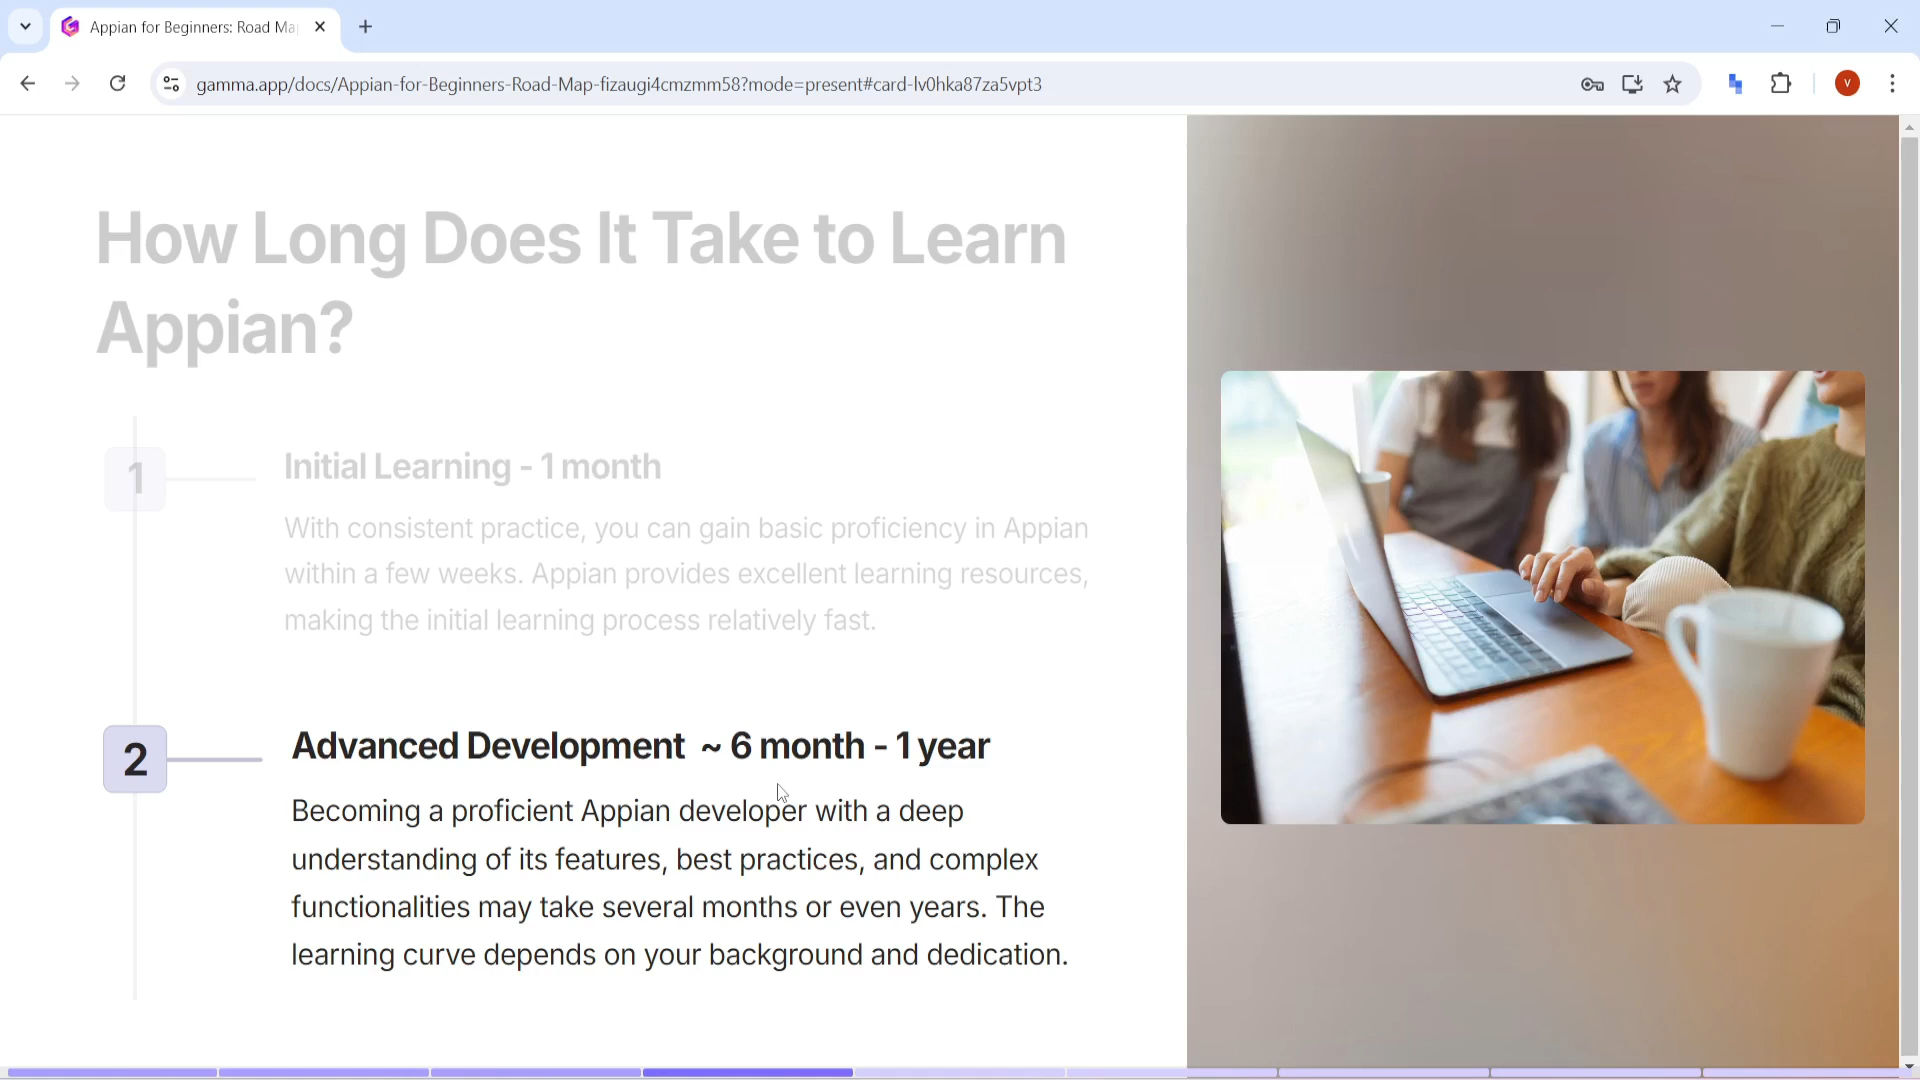 Appian for Beginners: Road Ma
gamma.app/docs/Appian-for-Beginners-Road-Map-fizaugi4cmzmm58?mode=present#card-lv0hka87za5vpt3
V
How Long Does It Take to Learn
Appian?
1
Initial Learning - 1 month
With consistent practice, you can gain basic proficiency in Appian
within a few weeks. Appian provides excellent learning resources,
making the initial learning process relatively fast.
2
Advanced Development ~ 6 month - 1 year
Becoming a proficient Appian developer with a deep
understanding of its features, best practices, and complex
functionalities may take several months or even years. The
learning curve depends on your background and dedication.